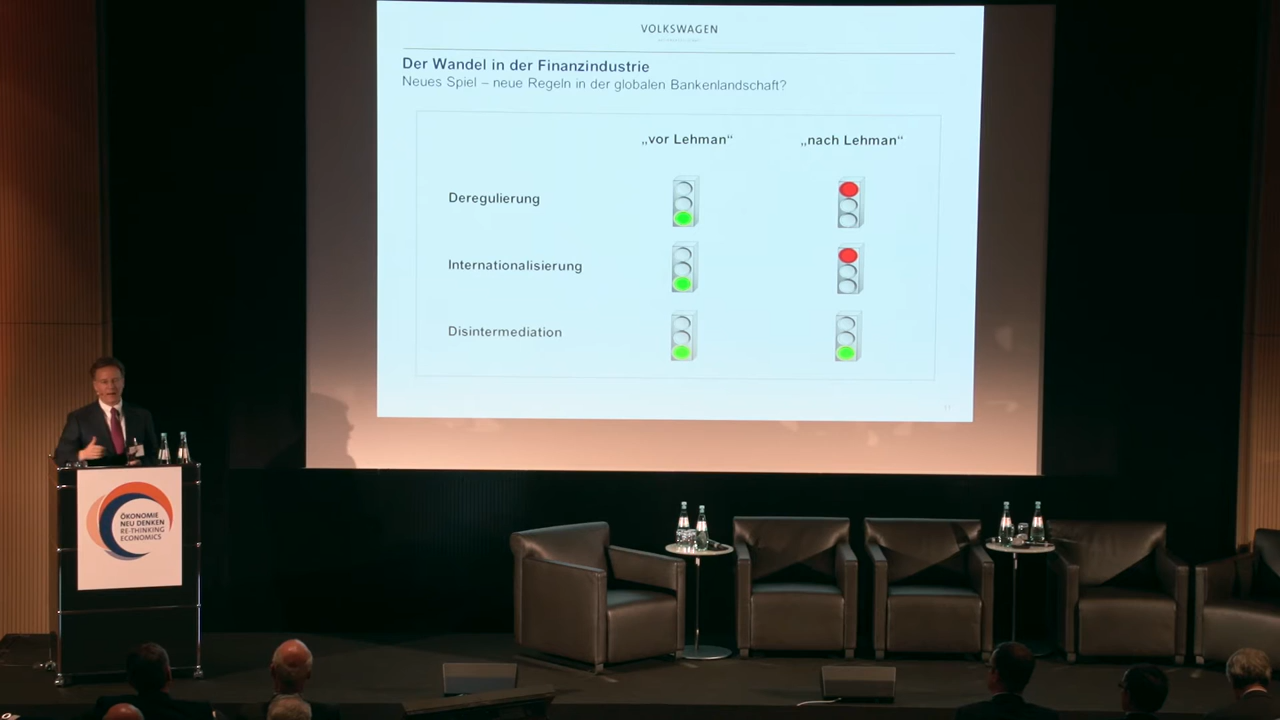 VOLKSWAGEN
Der Wandel in der Finanzindustrie
Neues Spiel – neue Regeln in der globalen Bankenlandschaft?
„vor Lehman“
„nach Lehman“
Deregulierung
Internationalisierung
Disintermediation
ÖKONOMIE
NEU DENKEN
RE-THINKING
ECONOMICS